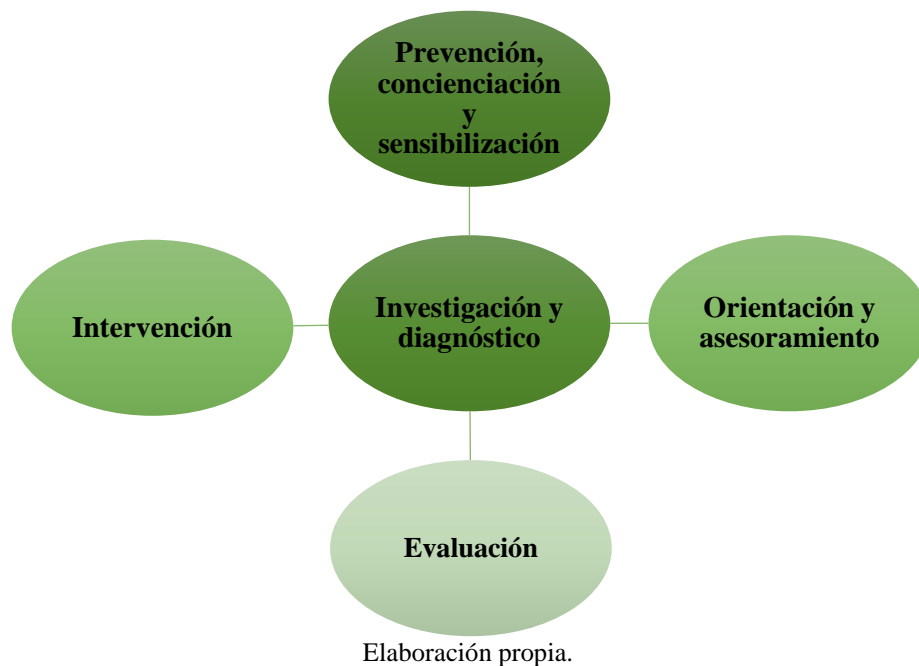 Prevención,
concienciación
y
sensibilización
Intervención
Investigación y
diagnóstico
Orientación y
asesoramiento
Evaluación
Elaboración propia.